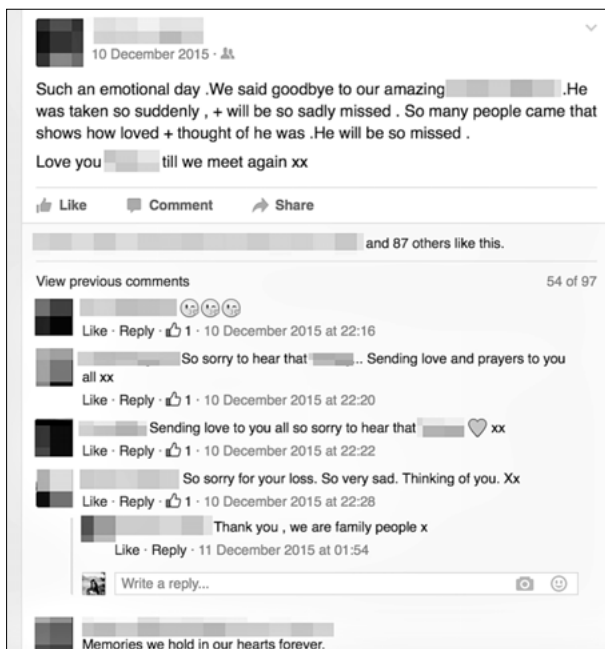 10 December 2015 ·
Such an emotional day .We said goodbye to our amazing .He
was taken so suddenly , + will be so sadly missed . So many people came that
shows how loved + thought of he was .He will be so missed .
Love you till we meet again xx
Like Comment Share
and 87 others like this.
View previous comments 54 of 97
Like · Reply · 1 · 10 December 2015 at 22:16
So sorry to hear that ... Sending love and prayers to you
all xx
Like · Reply · 1 · 10 December 2015 at 22:20
Sending love to you all so sorry to hear that xx
Like · Reply · 1 · 10 December 2015 at 22:22
So sorry for your loss. So very sad. Thinking of you. Xx
Like · Reply · 1 · 10 December 2015 at 22:28
Thank you , we are family people x
Like · Reply · 11 December 2015 at 01:54
Write a reply...
Memories we hold in our hearts forever.